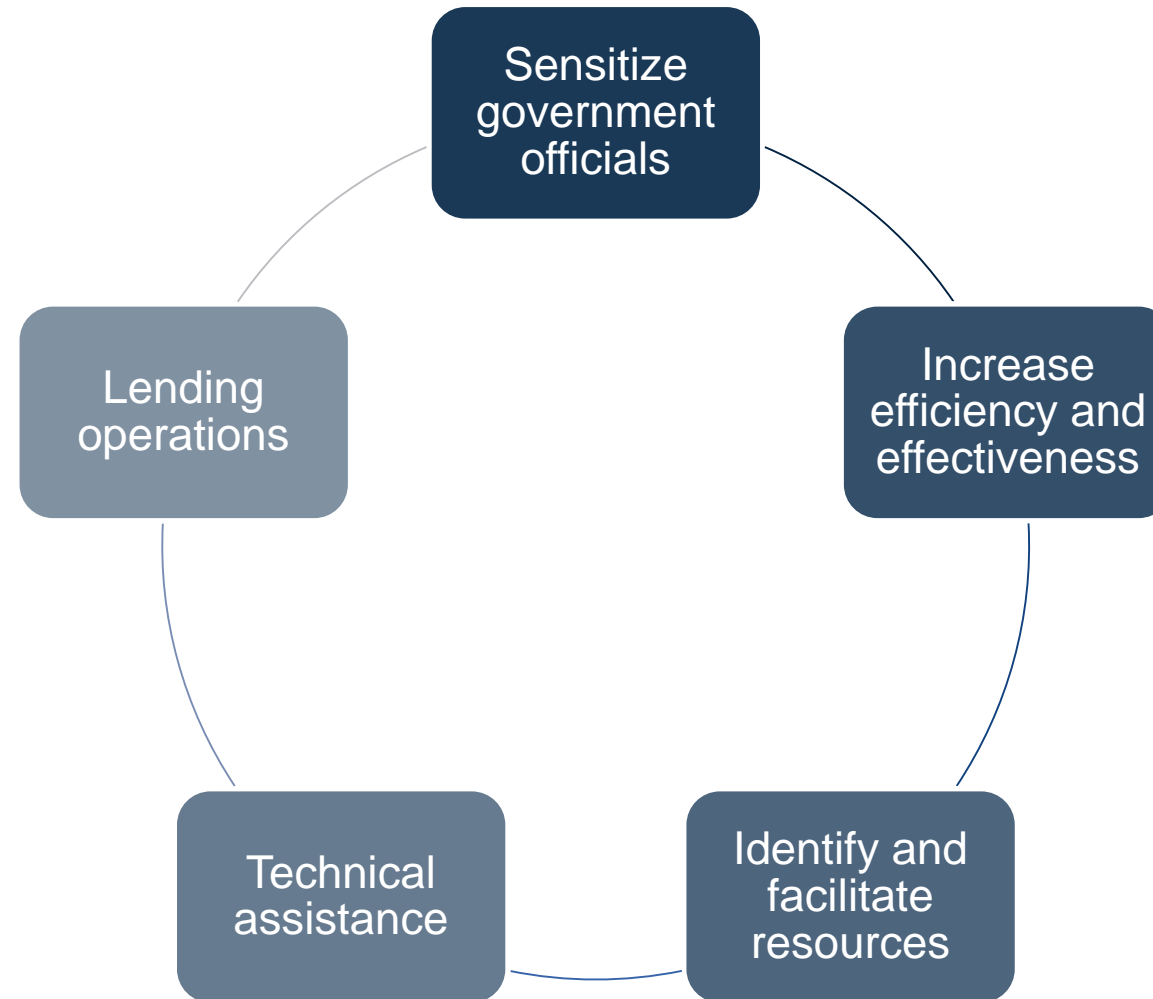 Sensitize
government
officials
Increase
efficiency and
effectiveness
Identify and
facilitate
resources
Technical
assistance
Lending
operations